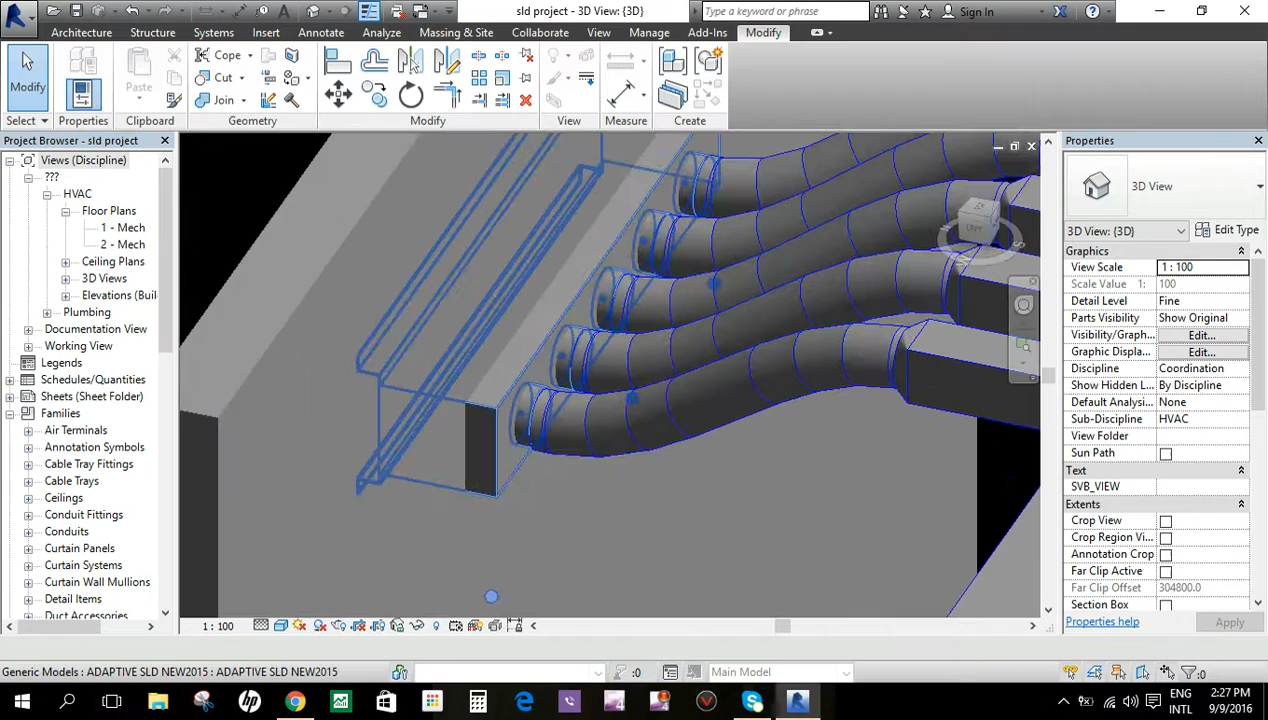 sld project - 3D View: {3D}
Type a keyword or phrase
Sign In
Architecture Structure Systems Insert Annotate Analyze Massing & Site Collaborate View Manage Add-Ins Modify
Modify
Paste
Cope
Cut
Join
Select
Properties
Clipboard
Geometry
Modify
View
Measure
Create
Project Browser - sld project
Views (Discipline)
???
HVAC
Floor Plans
1 - Mech
2 - Mech
Ceiling Plans
3D Views
Elevations (Buil
Plumbing
Documentation View
Working View
Legends
Schedules/Quantities
Sheets (Sheet Folder)
Families
Air Terminals
Annotation Symbols
Cable Tray Fittings
Cable Trays
Ceilings
Conduit Fittings
Conduits
Curtain Panels
Curtain Systems
Curtain Wall Mullions
Detail Items
Duct Accessories
Properties
3D View
3D View: {3D}
Edit Type
Graphics
View Scale 1 : 100
Scale Value 1: 100
Detail Level Fine
Parts Visibility Show Original
Visibility/Graph... Edit...
Graphic Displa... Edit...
Discipline Coordination
Show Hidden L... By Discipline
Default Analysi... None
Sub-Discipline HVAC
View Folder
Sun Path
Text
SVB_VIEW
Extents
Crop View
Crop Region Vi...
Annotation Crop
Far Clip Active
Far Clip Offset 304800.0
Section Box
Properties help
Apply
1 : 100
Generic Models : ADAPTIVE SLD NEW2015 : ADAPTIVE SLD NEW2015
:0
Main Model
:0
ENG
INTL
2:27 PM
9/9/2016